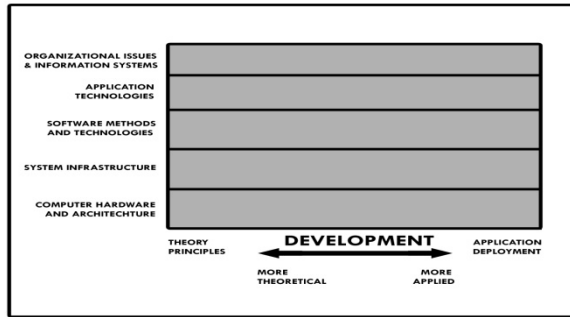 ORGANIZATIONAL ISSUES
& INFORMATION SYSTEMS
APPLICATION
TECHNOLOGIES
SOFTWARE METHODS
AND TECHNOLOGIES
SYSTEM INFRASTRUCTURE
COMPUTER HARDWARE
AND ARCHITECHTURE
THEORY
PRINCIPLES
DEVELOPMENT
APPLICATION
DEPLOYMENT
MORE
THEORETICAL
MORE
APPLIED